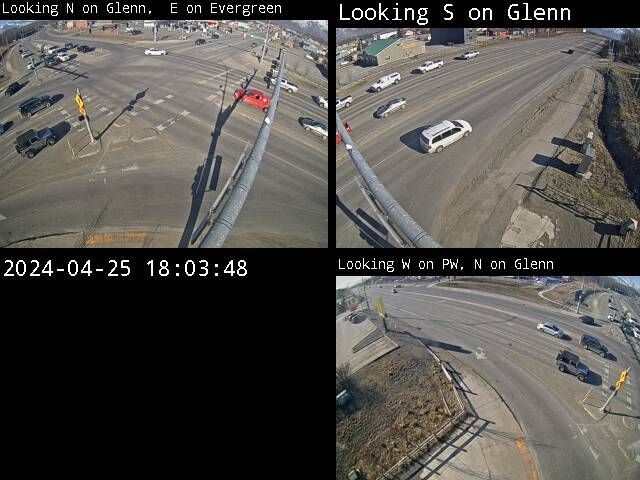 Looking N on Glenn,  E on Evergreen
Looking S on Glenn
2024-04-25 18:03:48
Looking W on PW, N on Glenn